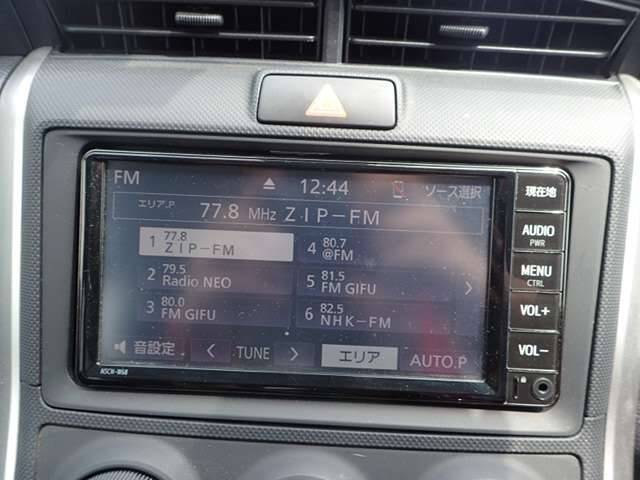 FM
12:44
ソース選択
エリア.P 77.8 MHz ZIP-FM
1 77.8 ZIP-FM
2 79.5 Radio NEO
3 80.0 FM GIFU
4 80.7 @FM
5 81.5 FM GIFU
6 82.5 NHK-FM
音設定
< TUNE >
エリア
AUTO.P
NSCN-W68
現在地
AUDIO
PWR
MENU
CTRL
VOL+
VOL-